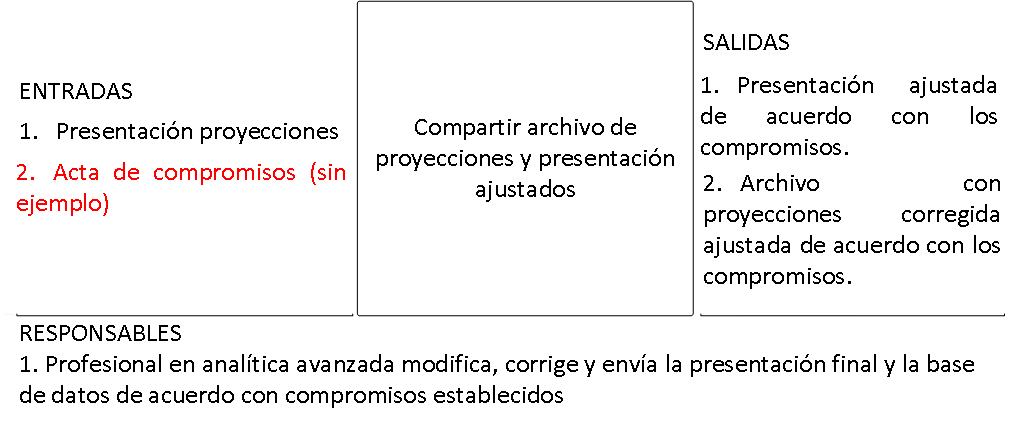 ENTRADAS
1. Presentación proyecciones
2. Acta de compromisos (sin
ejemplo)
Compartir archivo de
proyecciones y presentación
ajustados
SALIDAS
1. Presentación ajustada
de acuerdo con los
compromisos.
2. Archivo con
proyecciones corregida
ajustada de acuerdo con los
compromisos.
RESPONSABLES
1. Profesional en analítica avanzada modifica, corrige y envía la presentación final y la base
de datos de acuerdo con compromisos establecidos